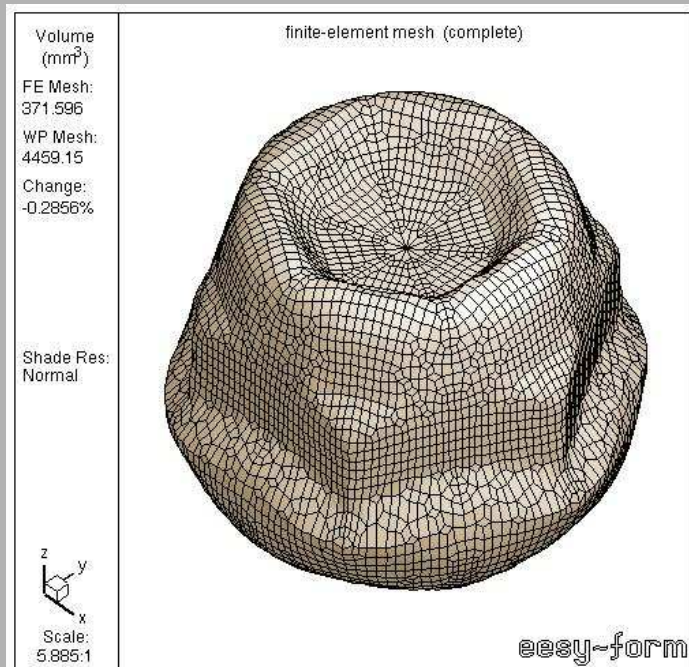 Volume
(mm³)
FE Mesh:
371.596
WP Mesh:
4459.15
Change:
-0.2856%
Shade Res:
Normal
z
y
x
Scale:
5.885:1
finite-element mesh (complete)
eesy-form